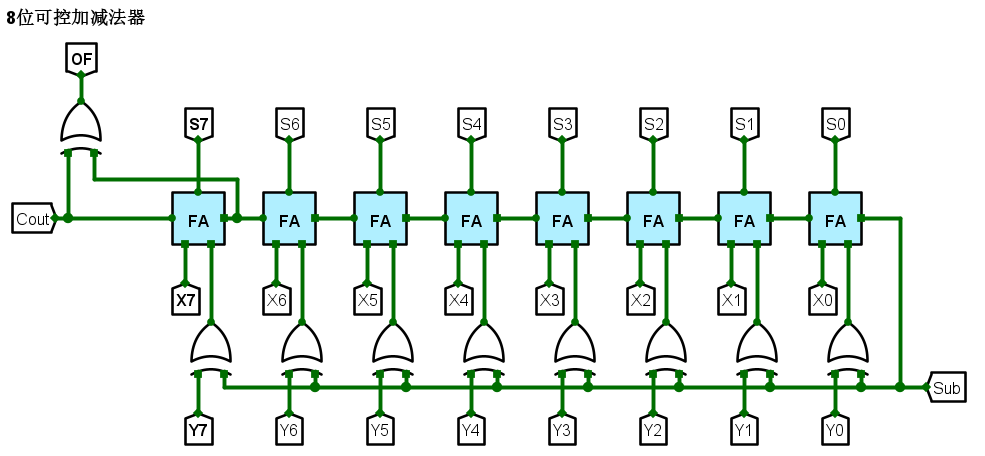 8位可控加减法器
OF
S7 S6 S5 S4 S3 S2 S1 S0
Cout FA FA FA FA FA FA FA FA
X7 X6 X5 X4 X3 X2 X1 X0
Sub
Y7 Y6 Y5 Y4 Y3 Y2 Y1 Y0